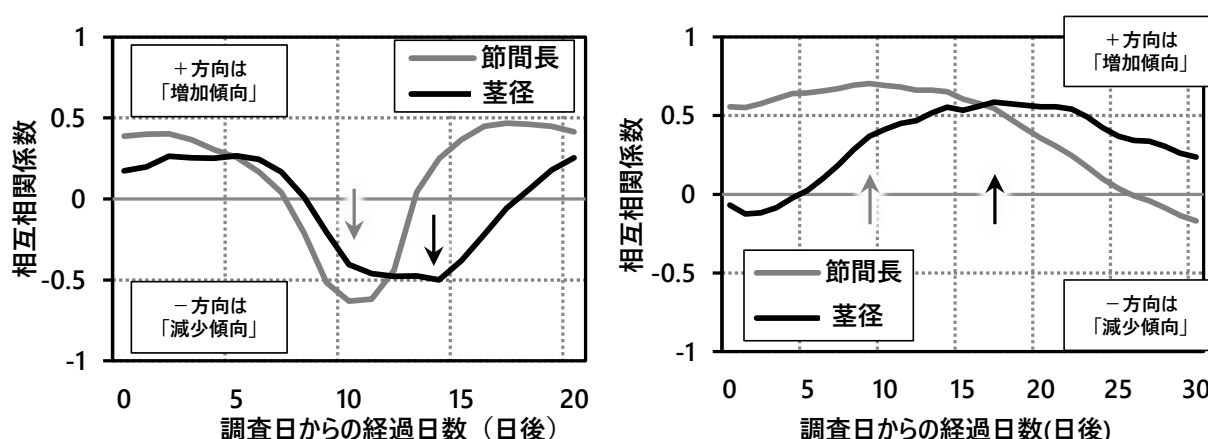 1
0.5
0
-0.5
-1
相互相関係数
+方向は
「増加傾向」
節間長
茎径
-方向は
「減少傾向」
0
5
10
15
20
調査日からの経過日数（日後）
1
0.5
0
-0.5
-1
相互相関係数
+方向は
「増加傾向」
節間長
茎径
-方向は
「減少傾向」
0
5
10
15
20
25
30
調査日からの経過日数(日後)